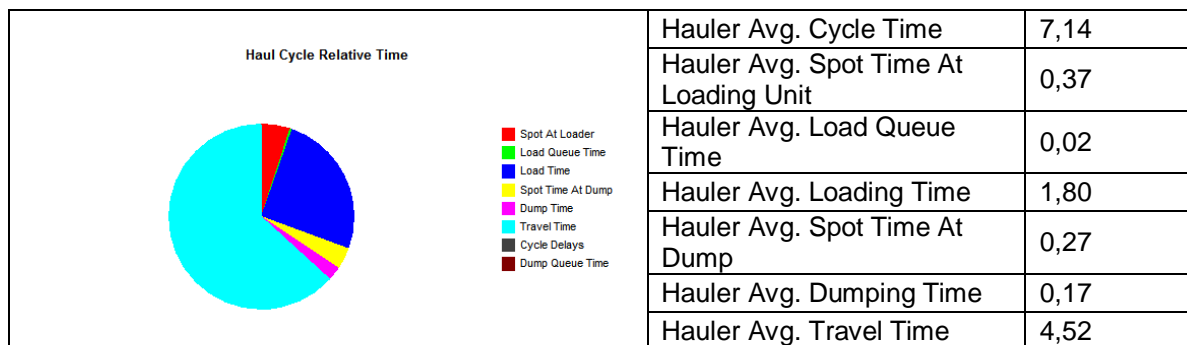 Haul Cycle Relative Time
Spot At Loader
Load Queue Time
Load Time
Spot Time At Dump
Dump Time
Travel Time
Cycle Delays
Dump Queue Time
Hauler Avg. Cycle Time 7,14
Hauler Avg. Spot Time At
Loading Unit 0,37
Hauler Avg. Load Queue
Time 0,02
Hauler Avg. Loading Time 1,80
Hauler Avg. Spot Time At
Dump 0,27
Hauler Avg. Dumping Time 0,17
Hauler Avg. Travel Time 4,52